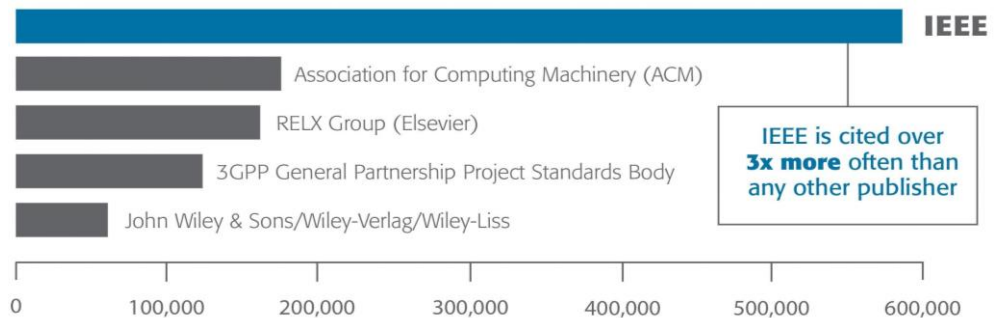 IEEE
Association for Computing Machinery (ACM)
RELX Group (Elsevier)
IEEE is cited over
3x more often than
any other publisher
3GPP General Partnership Project Standards Body
John Wiley & Sons/Wiley-Verlag/Wiley-Liss
0 100,000 200,000 300,000 400,000 500,000 600,000